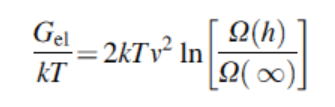 G_el/kT = 2kTν² ln[Ω(h)/Ω(∞)]